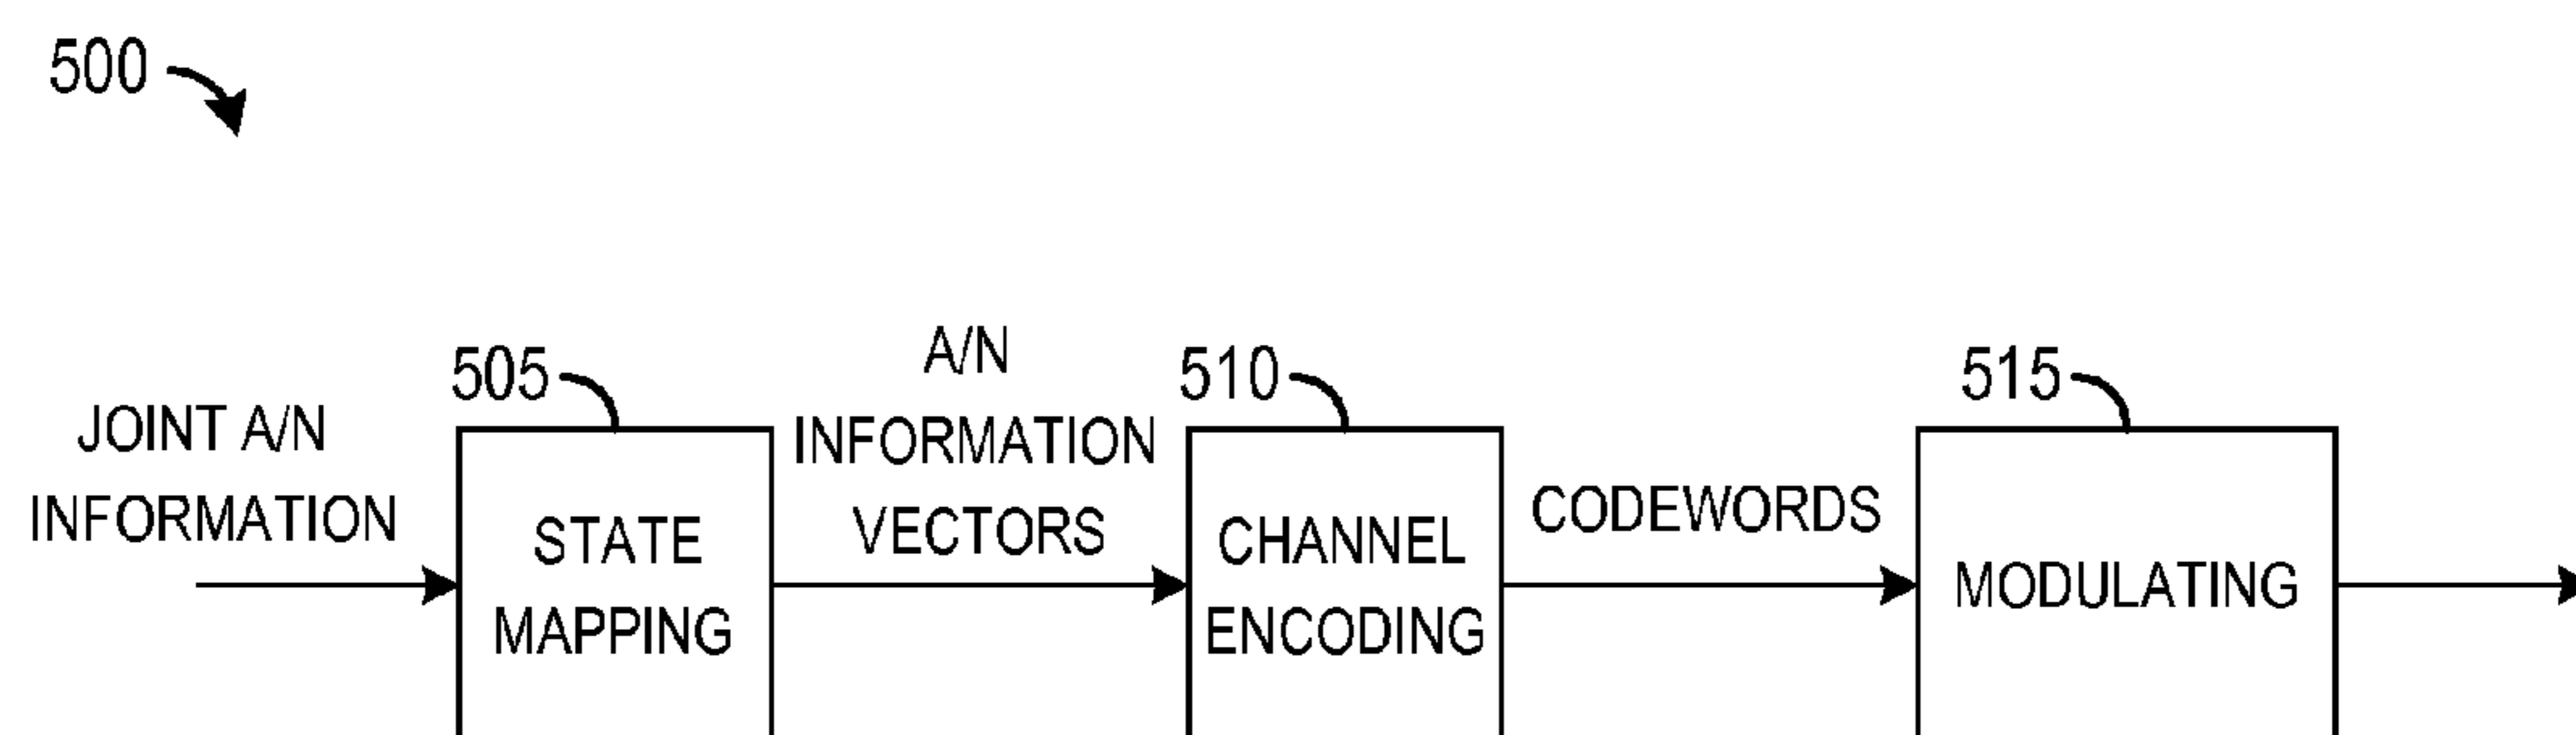 500
JOINT A/N
INFORMATION
505
STATE
MAPPING
A/N
INFORMATION
VECTORS
510
CHANNEL
ENCODING
CODEWORDS
515
MODULATING